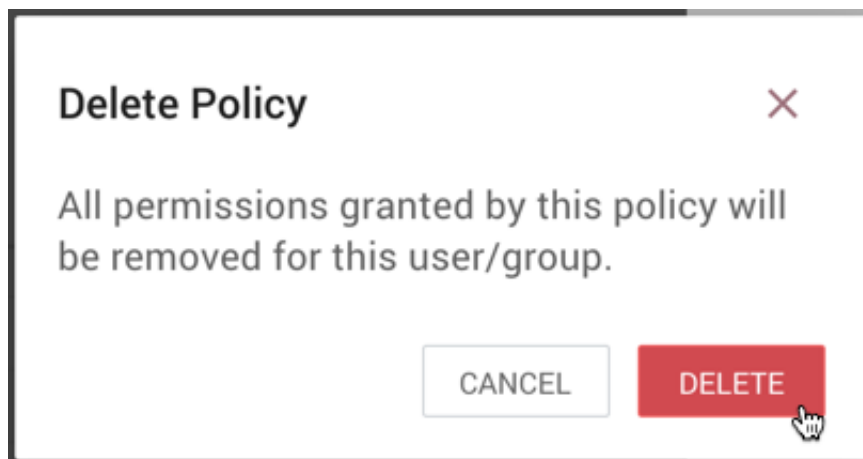 Delete Policy
All permissions granted by this policy will
be removed for this user/group.
CANCEL DELETE